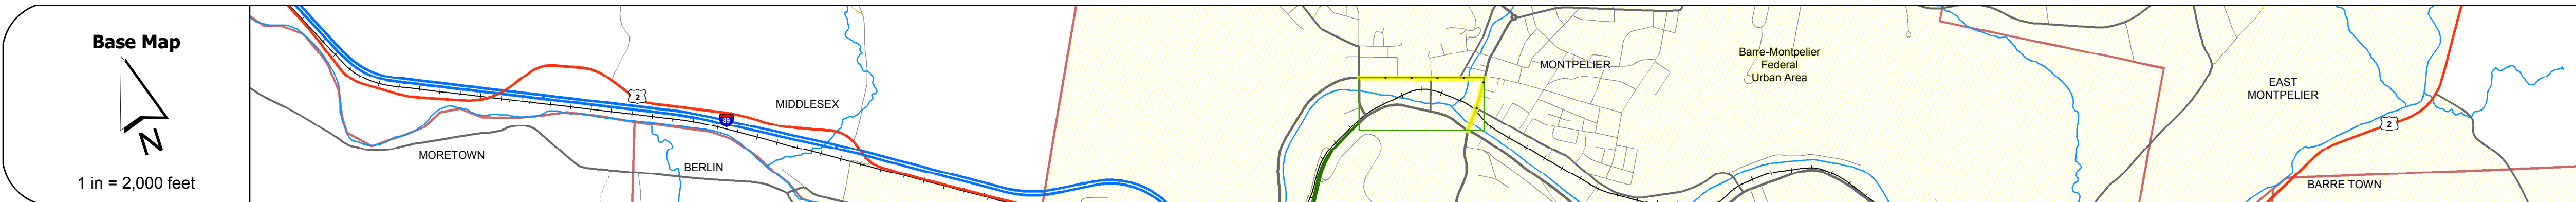 Base Map
N
1 in = 2,000 feet
MORETOWN
BERLIN
2
89
MIDDLESEX
MONTPELIER
Barre-Montpelier
Federal
Urban Area
EAST
MONTPELIER
2
BARRE TOWN